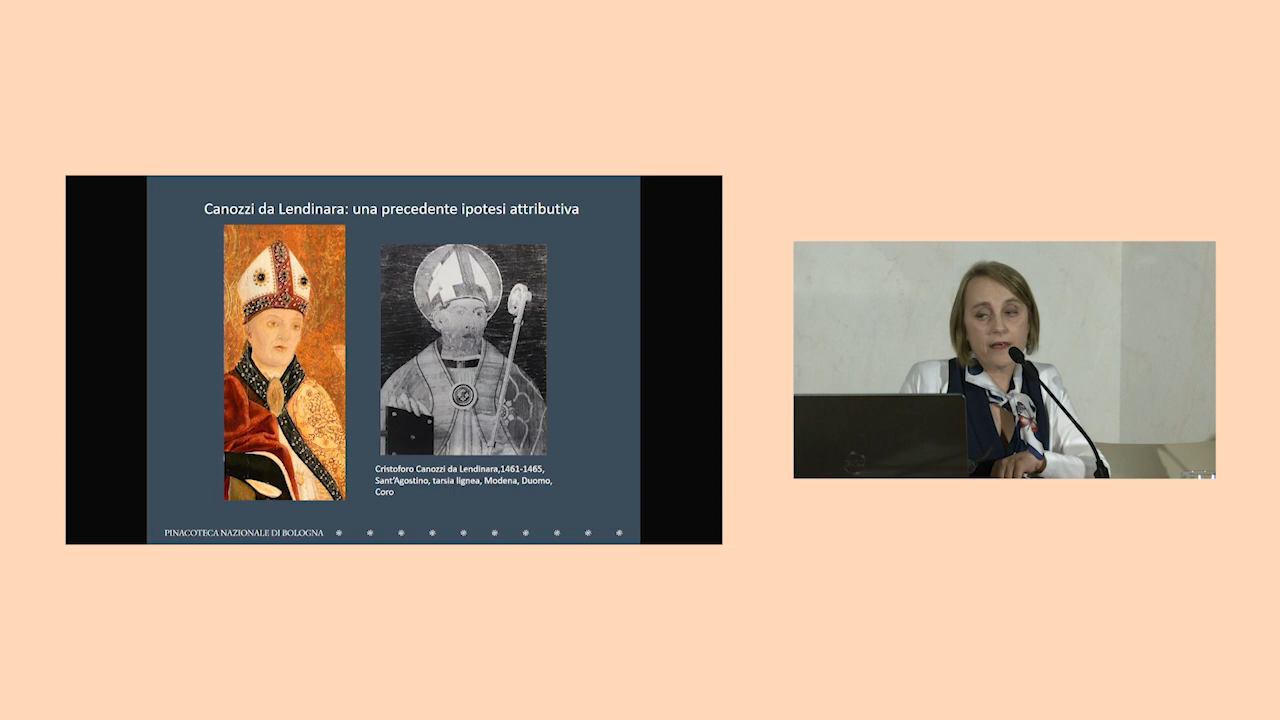 Canozzi da Lendinara: una precedente ipotesi attributiva
Cristoforo Canozzi da Lendinara,1461-1465,
Sant'Agostino, tarsia lignea, Modena, Duomo,
Coro
PINACOTECA NAZIONALE DI BOLOGNA